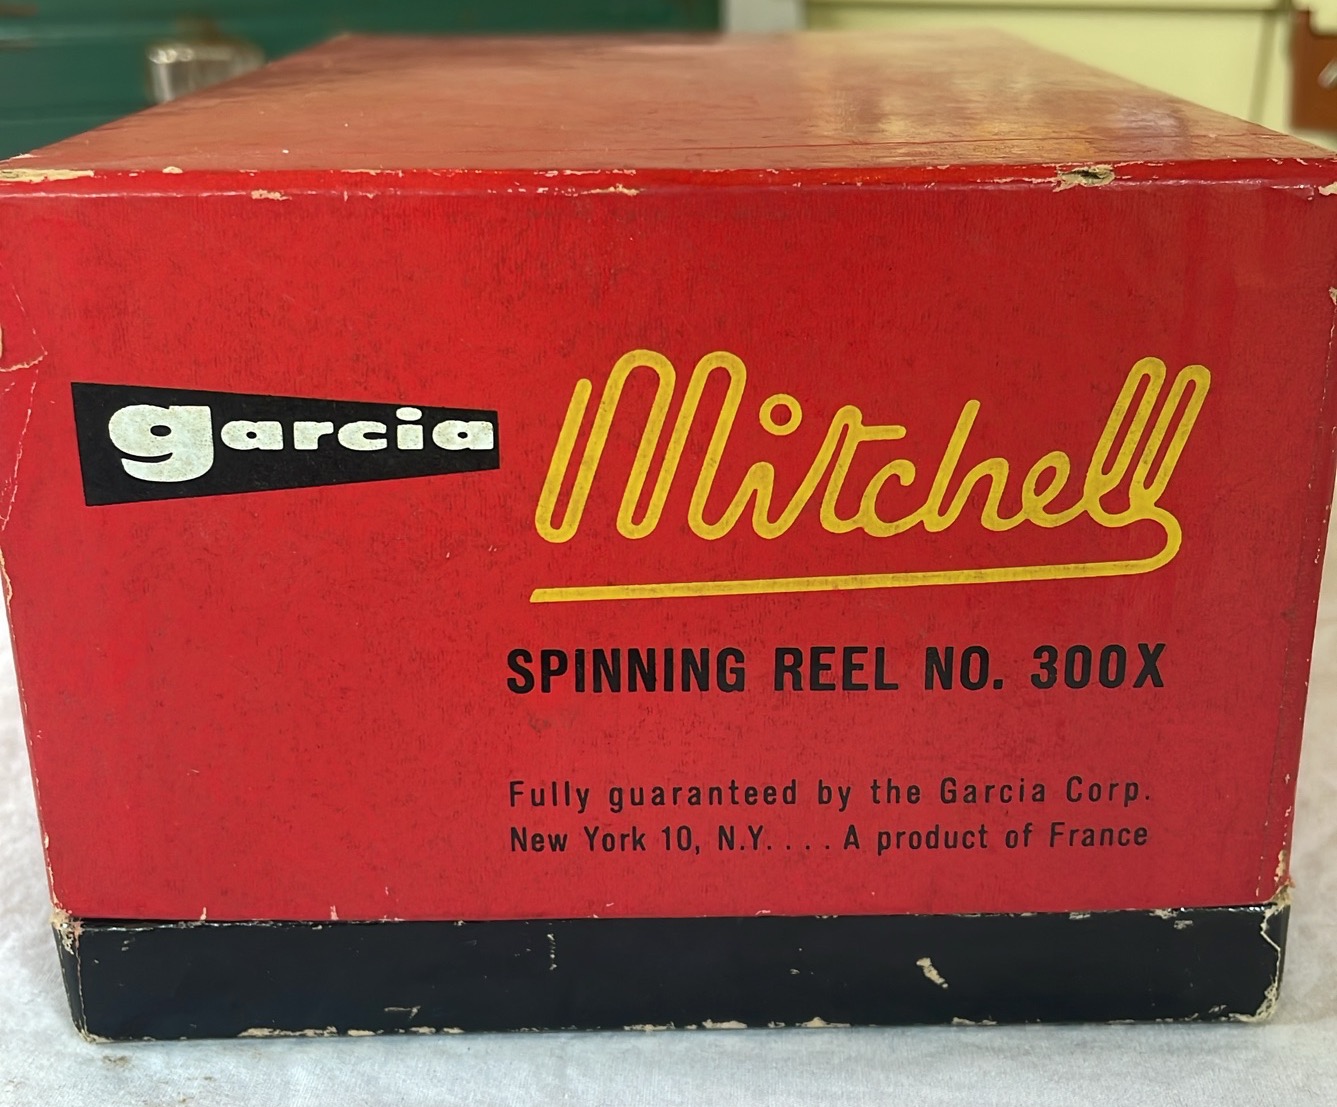 garcia
Mitchell
SPINNING REEL NO. 300X
Fully guaranteed by the Garcia Corp.
New York 10, N.Y. . . . A product of France